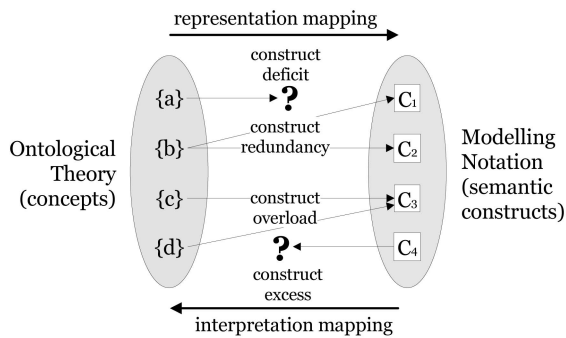 representation mapping
construct
deficit
{a}
?
C1
construct
redundancy
{b}
C2
Ontological
Theory
(concepts)
Modelling
Notation
(semantic
constructs)
{c}
construct
overload
C3
{d}
?
C4
construct
excess
interpretation mapping